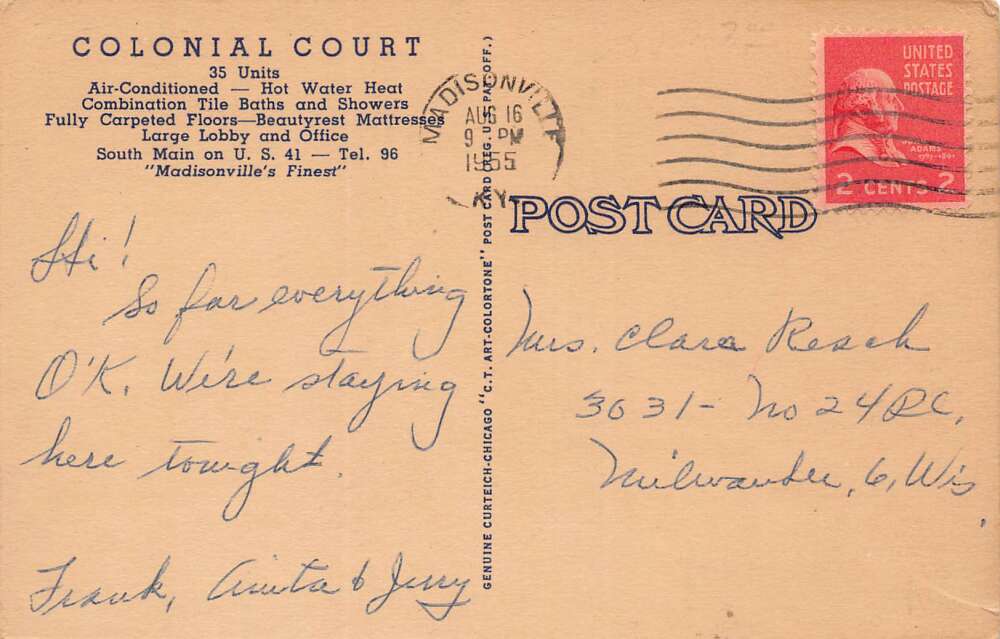 COLONIAL COURT
35 Units
Air-Conditioned — Hot Water Heat
Combination Tile Baths and Showers
Fully Carpeted Floors—Beautyrest Mattresses
Large Lobby and Office
South Main on U. S. 41 — Tel. 96
"Madisonville's Finest"
MADISONVILLE
AUG 16
9 PM
1955
KY.
UNITED
STATES
POSTAGE
JOHN
ADAMS
2 CENTS 2
POST CARD
GENUINE CURTEICH-CHICAGO "C.T. ART-COLORTONE" POST CARD (REG. U.S. PAT. OFF.)
Hi!
So far everything
O'K. We're staying
here tonight.
Frank, Anita & Jerry
Mrs. Clara Resch
3031- No 24
Milwaukee, 6, Wis.